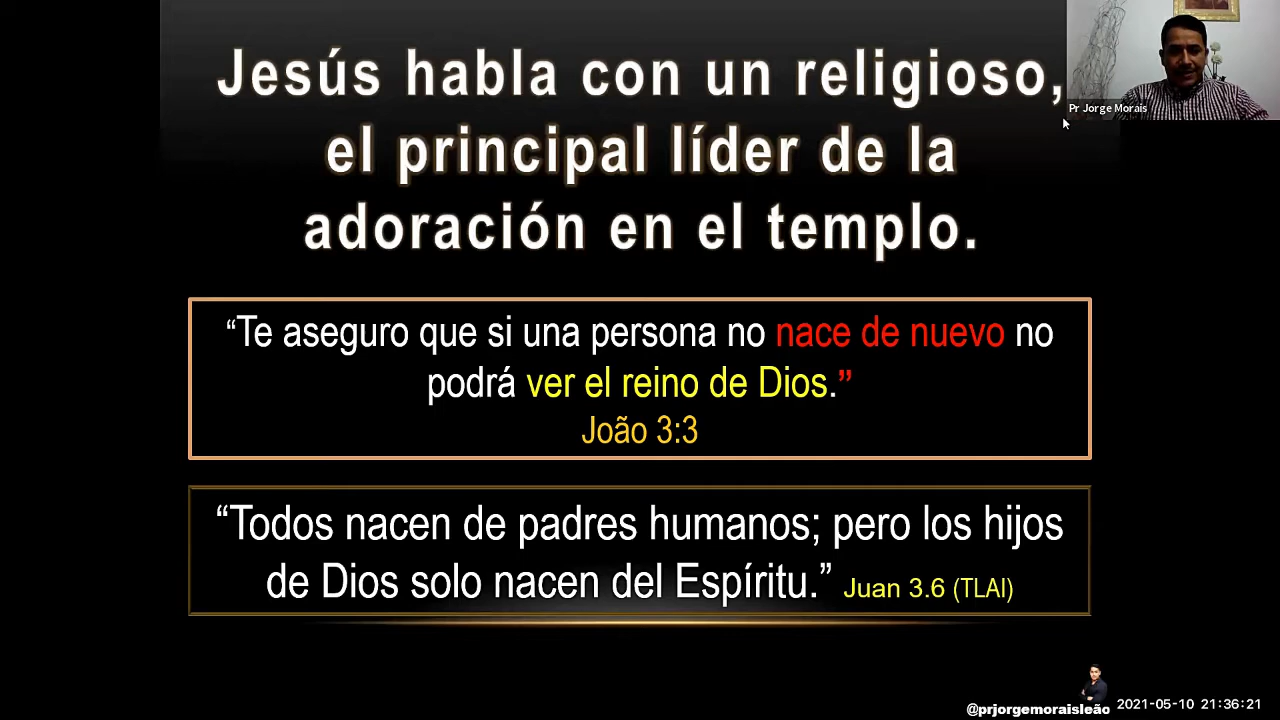 Jesús habla con un religioso,
el principal líder de la
adoración en el templo.
Pr Jorge Morais
“Te aseguro que si una persona no nace de nuevo no
podrá ver el reino de Dios.”
João 3:3
“Todos nacen de padres humanos; pero los hijos
de Dios solo nacen del Espíritu.” Juan 3.6 (TLAI)
@prjorgemoraisleão
2021-05-10 21:36:21